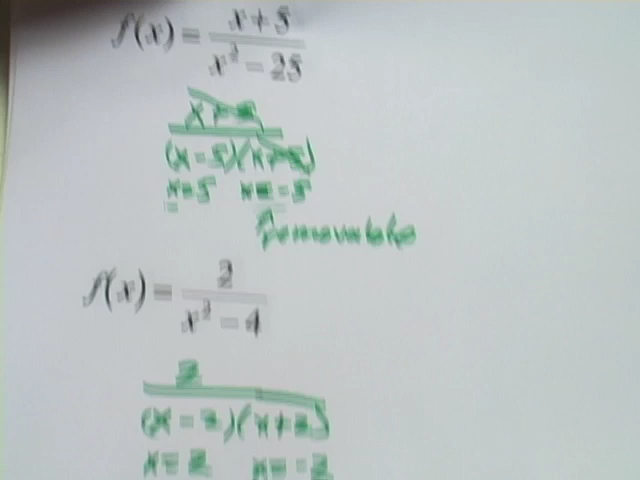 f(x) = x+5 / x² - 25
x+5
(x-5)(x+5)
x=5 x=-5
Removable
f(x) = 2 / x² - 4
2
(x-2)(x+2)
x=2 x=-2